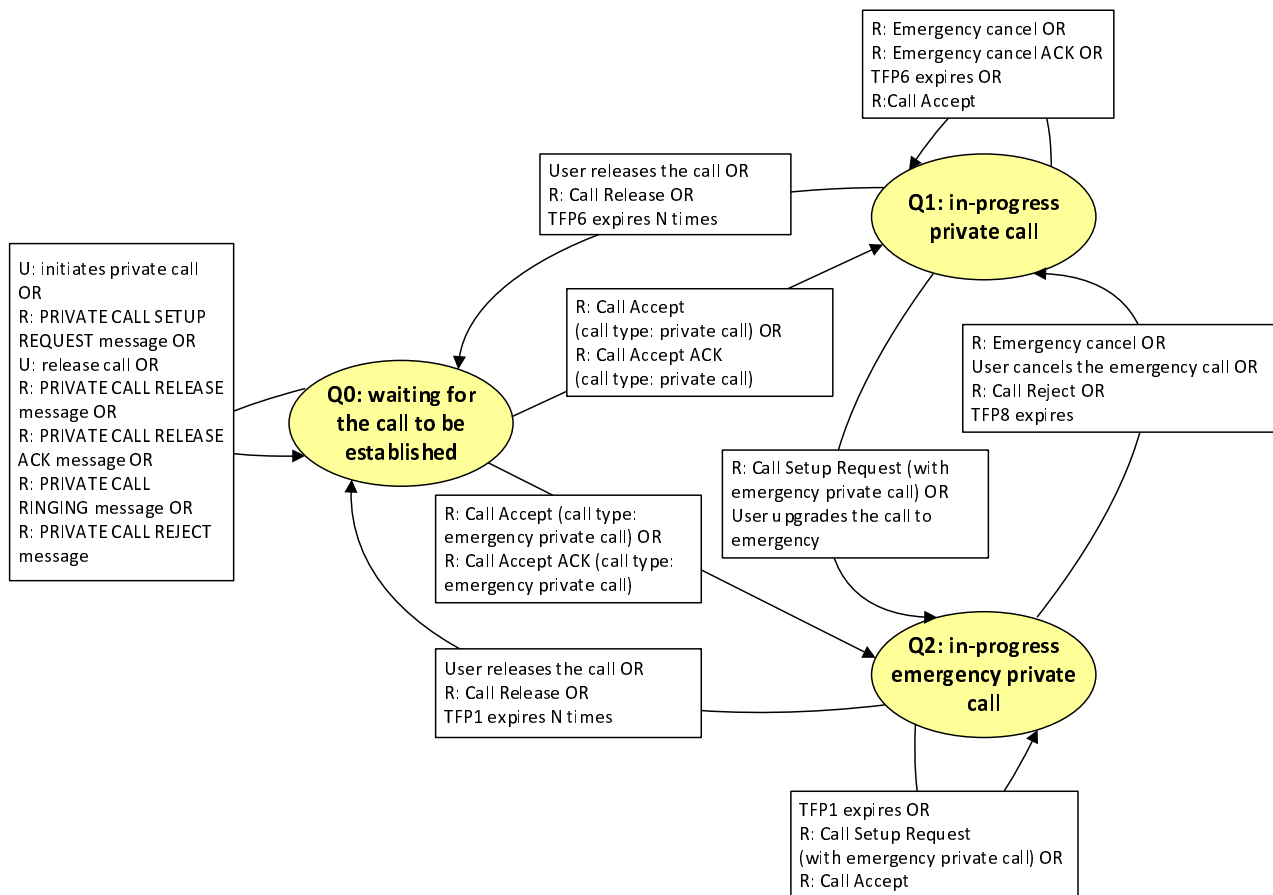 R: Emergency cancel OR
R: Emergency cancel ACK OR
TFP6 expires OR
R:Call Accept
User releases the call OR
R: Call Release OR
TFP6 expires N times
Q1: in-progress
private call
U: initiates private call
OR
R: PRIVATE CALL SETUP
REQUEST message OR
U: release call OR
R: PRIVATE CALL RELEASE
message OR
R: PRIVATE CALL RELEASE
ACK message OR
R: PRIVATE CALL
RINGING message OR
R: PRIVATE CALL REJECT
message
R: Call Accept
(call type: private call) OR
R: Call Accept ACK
(call type: private call)
R: Emergency cancel OR
User cancels the emergency call OR
R: Call Reject OR
TFP8 expires
Q0: waiting for
the call to be
established
R: Call Setup Request (with
emergency private call) OR
User upgrades the call to
emergency
R: Call Accept (call type:
emergency private call) OR
R: Call Accept ACK (call type:
emergency private call)
User releases the call OR
R: Call Release OR
TFP1 expires N times
Q2: in-progress
emergency private
call
TFP1 expires OR
R: Call Setup Request
(with emergency private call) OR
R: Call Accept